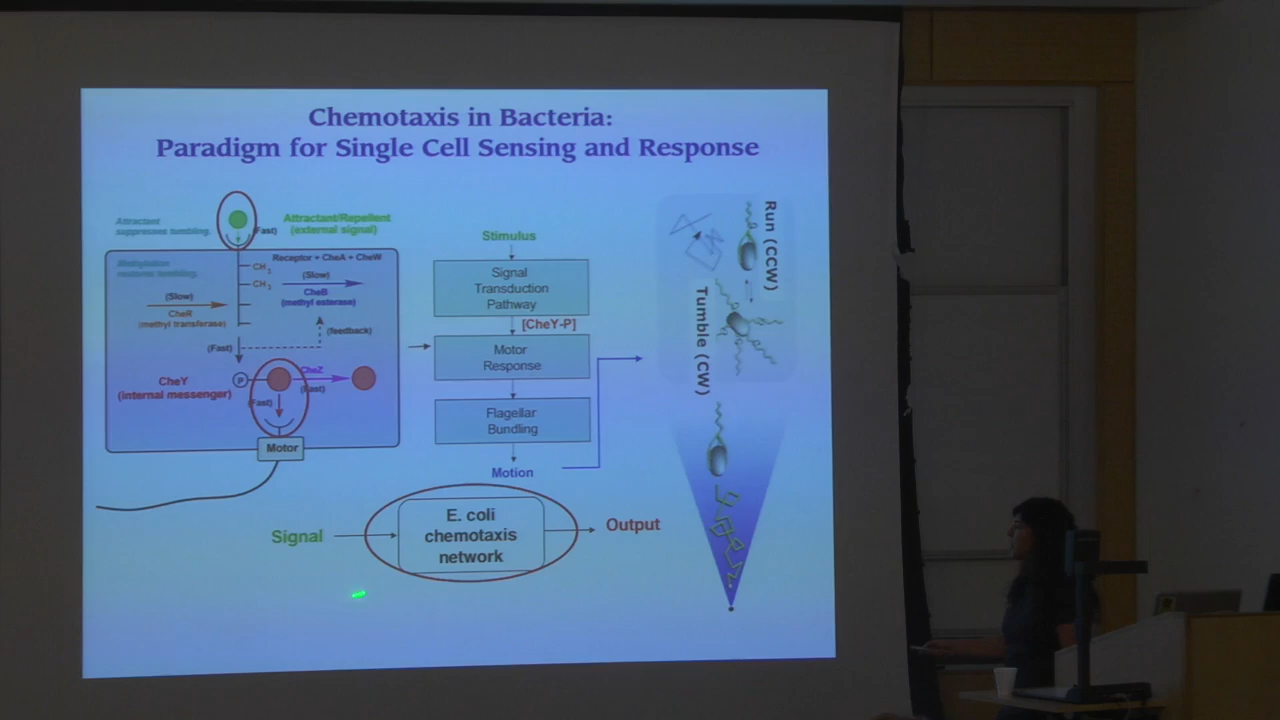 Chemotaxis in Bacteria:
Paradigm for Single Cell Sensing and Response
Attractant
suppresses tumbling.
(Fast)
Attractant/Repellent
(external signal)
Methylation
restores tumbling.
Receptor + CheA + CheW
CH3
CH3
(Slow)
CheB
(methyl esterase)
(Slow)
CheR
(methyl transferase)
(feedback)
(Fast)
CheY
(internal messenger)
P
CheZ
(Fast)
(Fast)
Motor
Stimulus
Signal
Transduction
Pathway
[CheY-P]
Motor
Response
Flagellar
Bundling
Motion
Run (CCW)
Tumble (CW)
Signal
E. coli
chemotaxis
network
Output